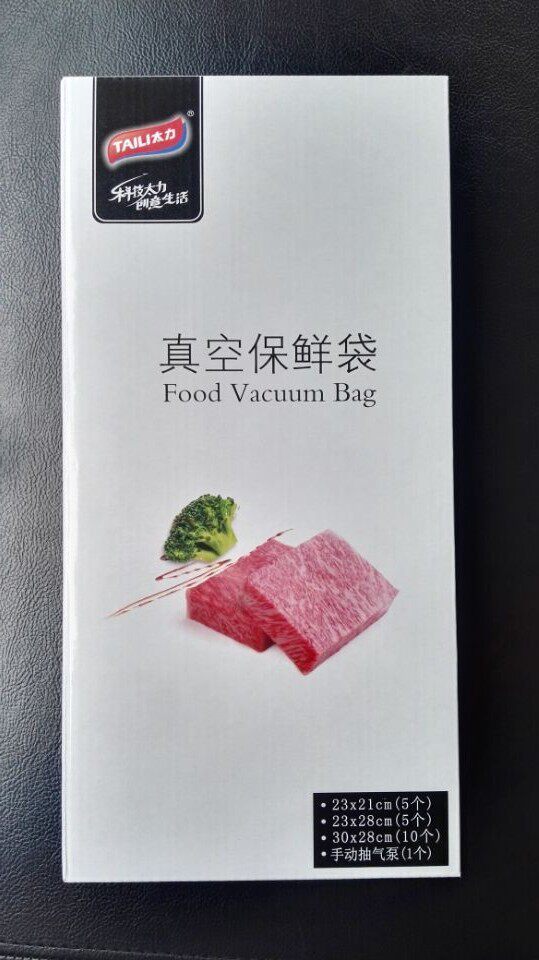 TAILI太力®
科技太力
创意生活
真空保鲜袋
Food Vacuum Bag
• 23x21cm(5个)
• 23x28cm(5个)
• 30x28cm(10个)
• 手动抽气泵(1个)